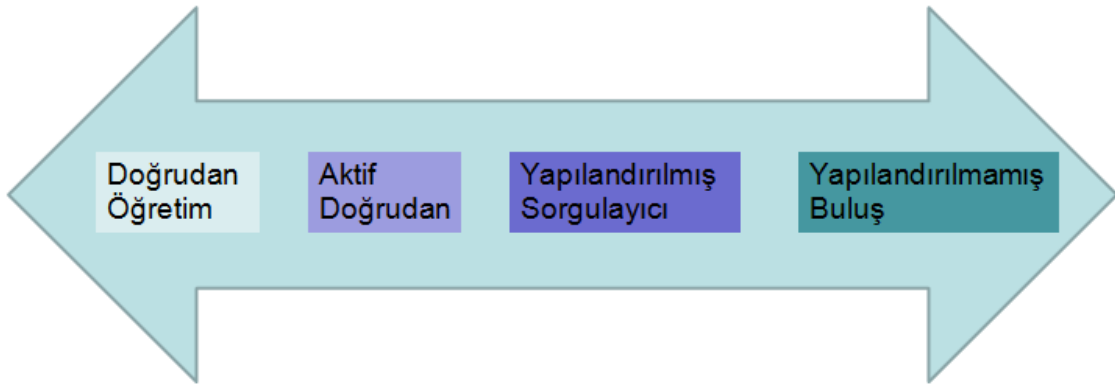 Doğrudan
Öğretim
Aktif
Doğrudan
Yapılandırılmış
Sorgulayıcı
Yapılandırılmamış
Buluş